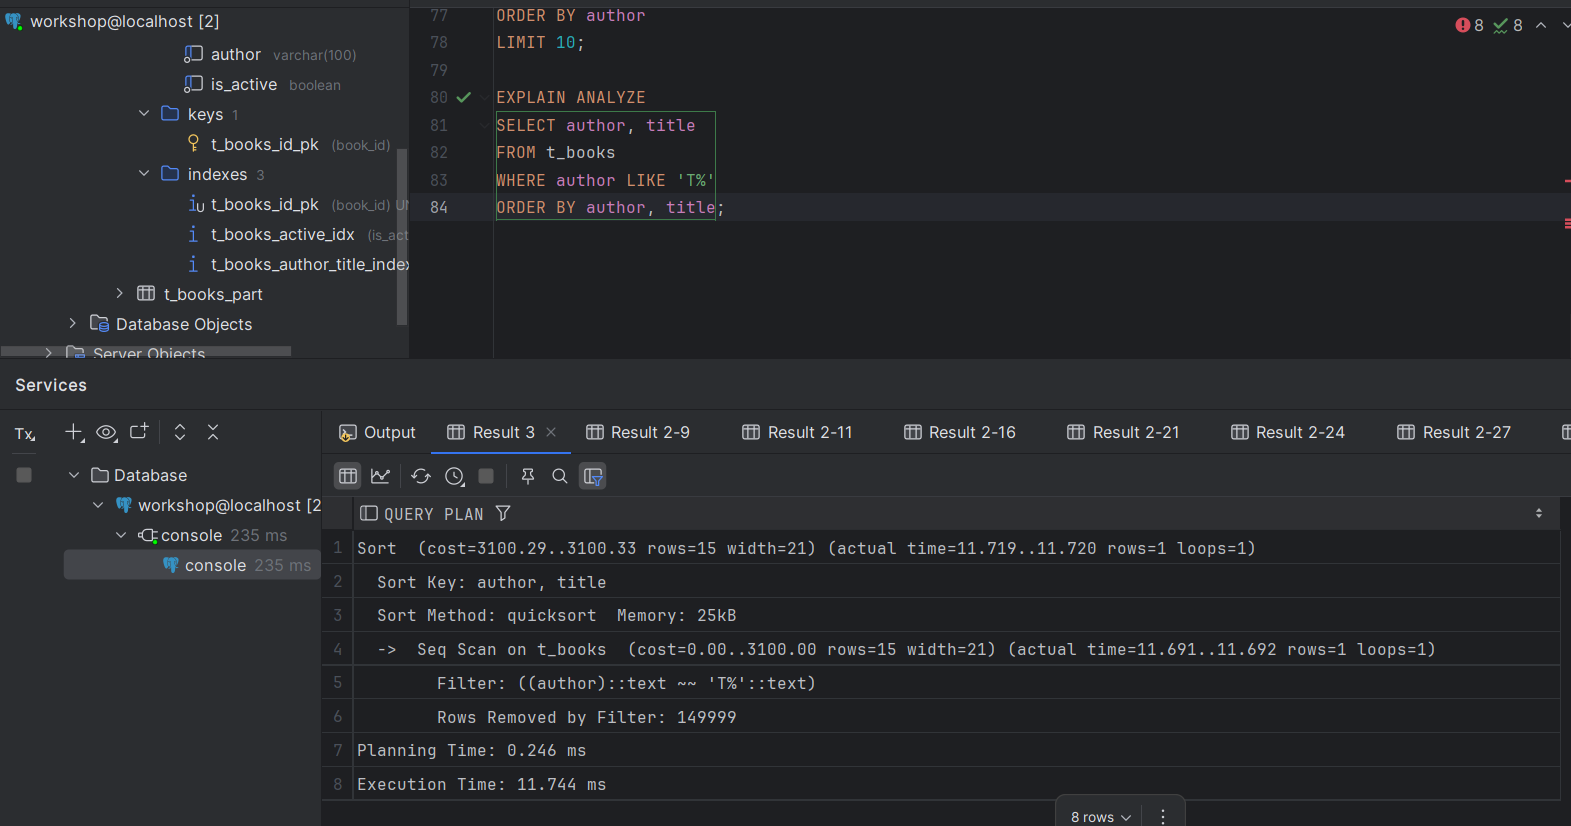 workshop@localhost [2]
author varchar(100)
is_active boolean
keys 1
t_books_id_pk (book_id)
indexes 3
t_books_id_pk (book_id) UN
t_books_active_idx (is_act
t_books_author_title_index
t_books_part
Database Objects
Server Objects
77 ORDER BY author
78 LIMIT 10;
79
80 EXPLAIN ANALYZE
81 SELECT author, title
82 FROM t_books
83 WHERE author LIKE 'T%'
84 ORDER BY author, title;
8 8
Services
Tx
Database
workshop@localhost [2
console 235 ms
console 235 ms
Output Result 3 Result 2-9 Result 2-11 Result 2-16 Result 2-21 Result 2-24 Result 2-27
QUERY PLAN
1 Sort (cost=3100.29..3100.33 rows=15 width=21) (actual time=11.719..11.720 rows=1 loops=1)
2 Sort Key: author, title
3 Sort Method: quicksort Memory: 25kB
4 -> Seq Scan on t_books (cost=0.00..3100.00 rows=15 width=21) (actual time=11.691..11.692 rows=1 loops=1)
5 Filter: ((author)::text ~~ 'T%'::text)
6 Rows Removed by Filter: 149999
7 Planning Time: 0.246 ms
8 Execution Time: 11.744 ms
8 rows